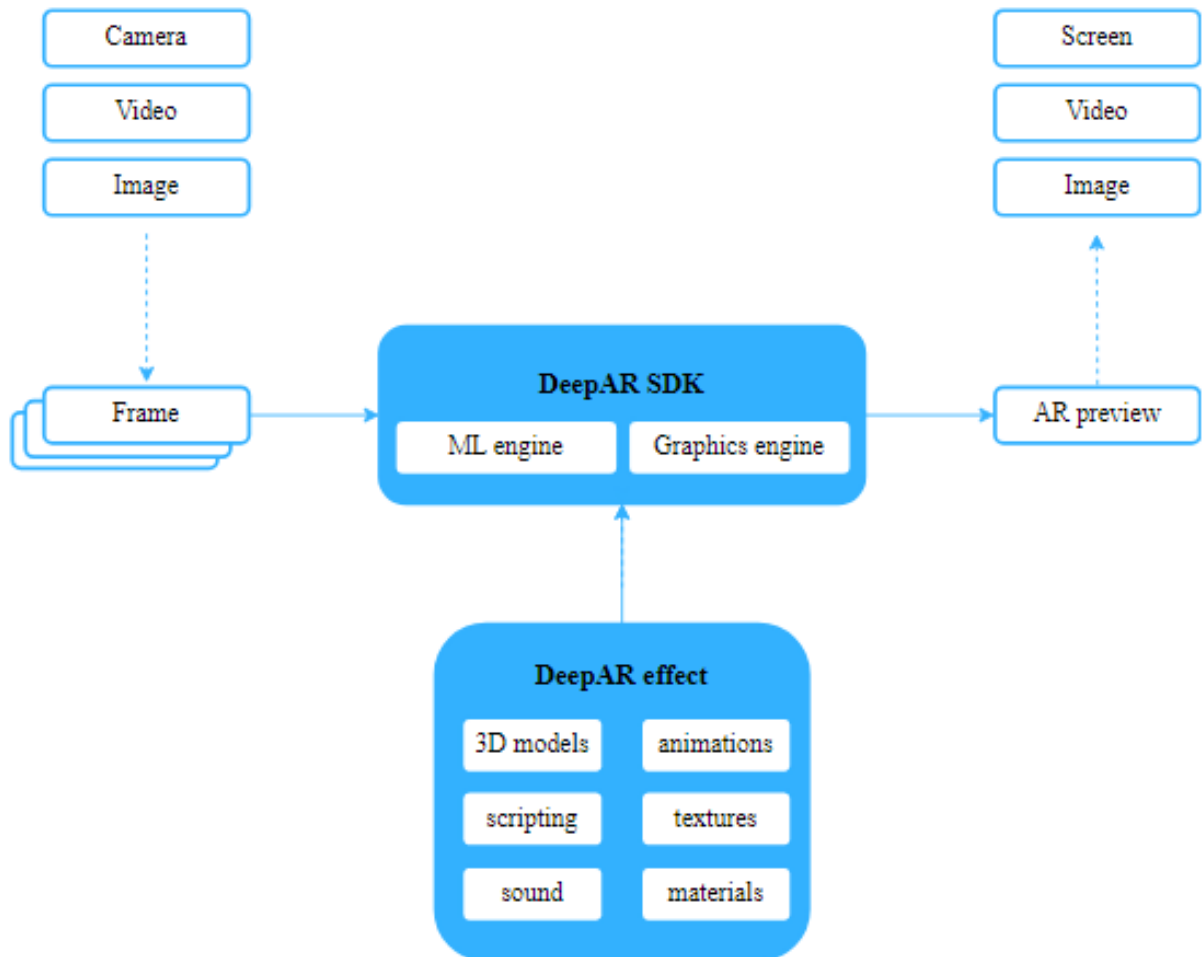 Camera
Video
Image
Screen
Video
Image
Frame
DeepAR SDK
ML engine
Graphics engine
AR preview
DeepAR effect
3D models
animations
scripting
textures
sound
materials